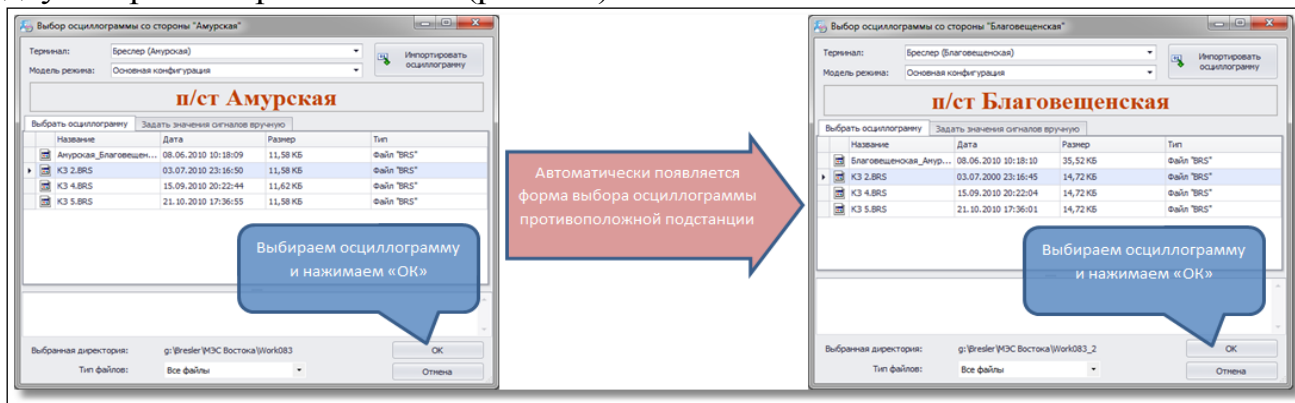 Выбор осциллограммы со стороны "Амурская"
Терминал: Бреслер (Амурская)
Модель режима: Основная конфигурация
Импортировать осциллограмму
п/ст Амурская
Выбрать осциллограмму Задать значения сигналов вручную
Название Дата Размер Тип
Амурская_Благовещен... 08.06.2010 10:18:09 11,58 КБ Файл "BRS"
КЗ 2.BRS 03.07.2010 23:16:50 11,58 КБ Файл "BRS"
КЗ 4.BRS 15.09.2010 20:22:44 11,62 КБ Файл "BRS"
КЗ 5.BRS 21.10.2010 17:36:55 11,58 КБ Файл "BRS"
Выбираем осциллограмму
и нажимаем «ОК»
Выбранная директория: g:\Bresler\МЭС Востока\Work083
ОК
Тип файлов: Все файлы
Отмена
Автоматически появляется
форма выбора осциллограммы
противоположной подстанции
Выбор осциллограммы со стороны "Благовещенская"
Терминал: Бреслер (Благовещенская)
Модель режима: Основная конфигурация
Импортировать осциллограмму
п/ст Благовещенская
Выбрать осциллограмму Задать значения сигналов вручную
Название Дата Размер Тип
Благовещенская_Амур... 08.06.2010 10:18:10 35,52 КБ Файл "BRS"
КЗ 2.BRS 03.07.2000 23:16:45 14,72 КБ Файл "BRS"
КЗ 4.BRS 15.09.2010 20:22:04 14,72 КБ Файл "BRS"
КЗ 5.BRS 21.10.2010 17:36:01 14,72 КБ Файл "BRS"
Выбираем осциллограмму
и нажимаем «ОК»
Выбранная директория: g:\Bresler\МЭС Востока\Work083_2
ОК
Тип файлов: Все файлы
Отмена